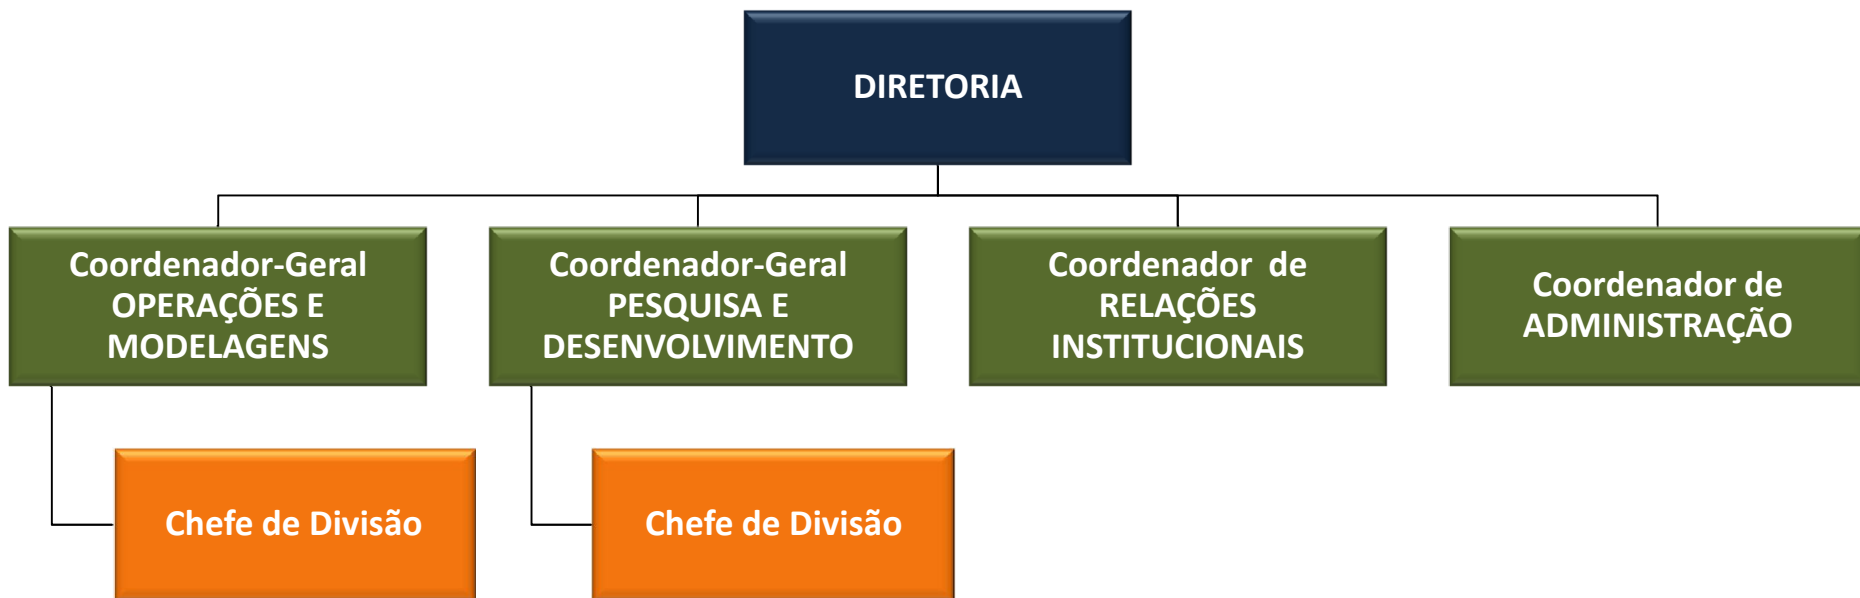 DIRETORIA
Coordenador-Geral
OPERAÇÕES E
MODELAGENS
Coordenador-Geral
PESQUISA E
DESENVOLVIMENTO
Coordenador de
RELAÇÕES
INSTITUCIONAIS
Coordenador de
ADMINISTRAÇÃO
Chefe de Divisão
Chefe de Divisão